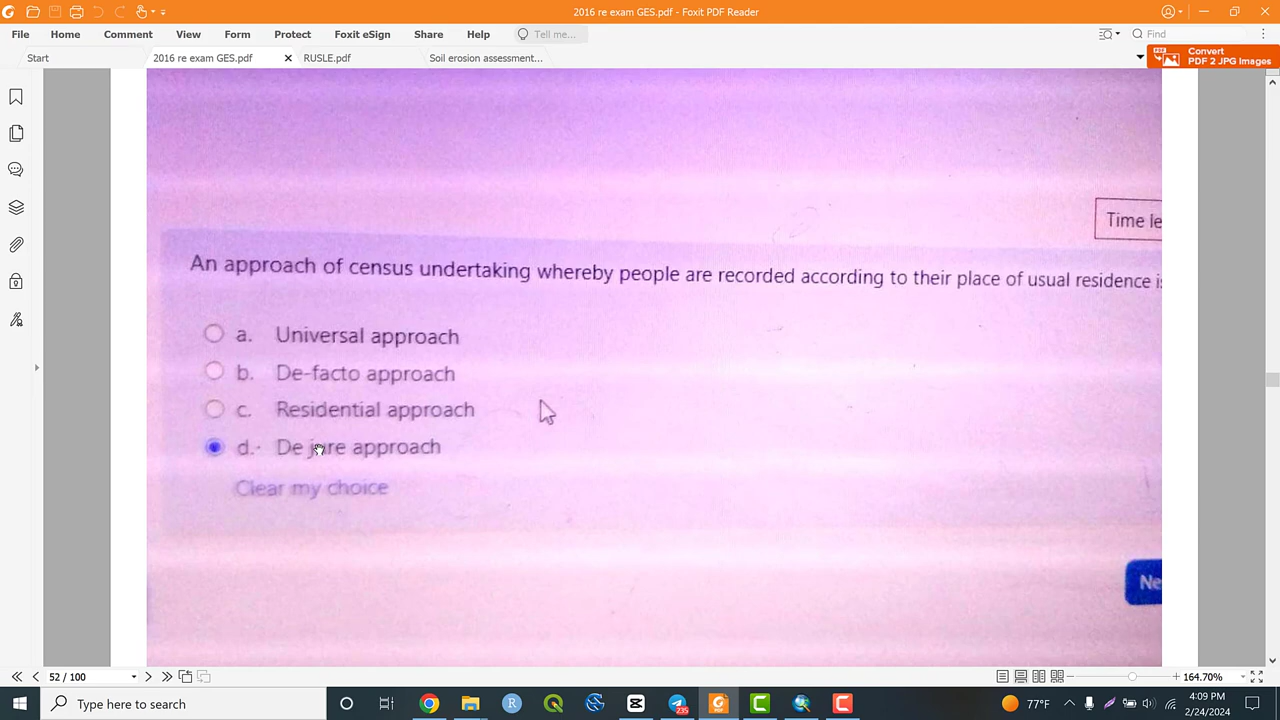 2016 re exam GES.pdf - Foxit PDF Reader
File Home Comment View Form Protect Foxit eSign Share Help Tell me... Find
Start 2016 re exam GES.pdf RUSLE.pdf Soil erosion assessment...
Convert
PDF 2 JPG Images
Time le
An approach of census undertaking whereby people are recorded according to their place of usual residence i
a. Universal approach
b. De-facto approach
c. Residential approach
d. De jure approach
Clear my choice
Ne
52 / 100 164.70%
Type here to search 235 77°F 4:09 PM
2/24/2024